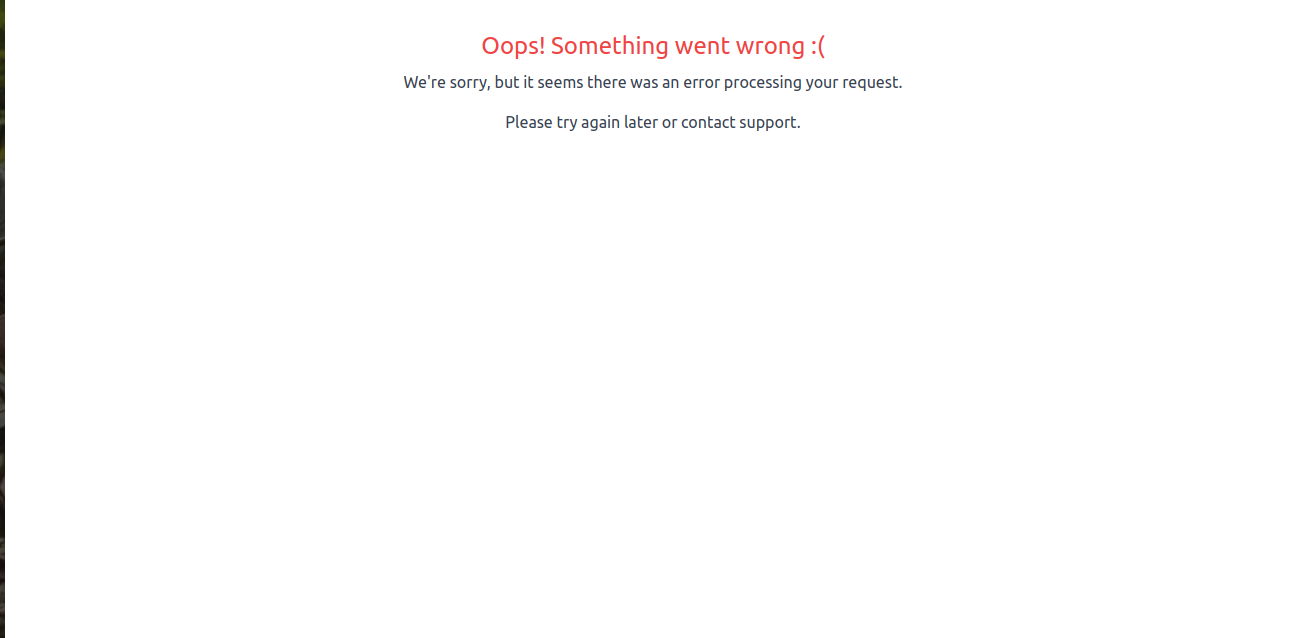 Oops! Something went wrong :(
We're sorry, but it seems there was an error processing your request.
Please try again later or contact support.